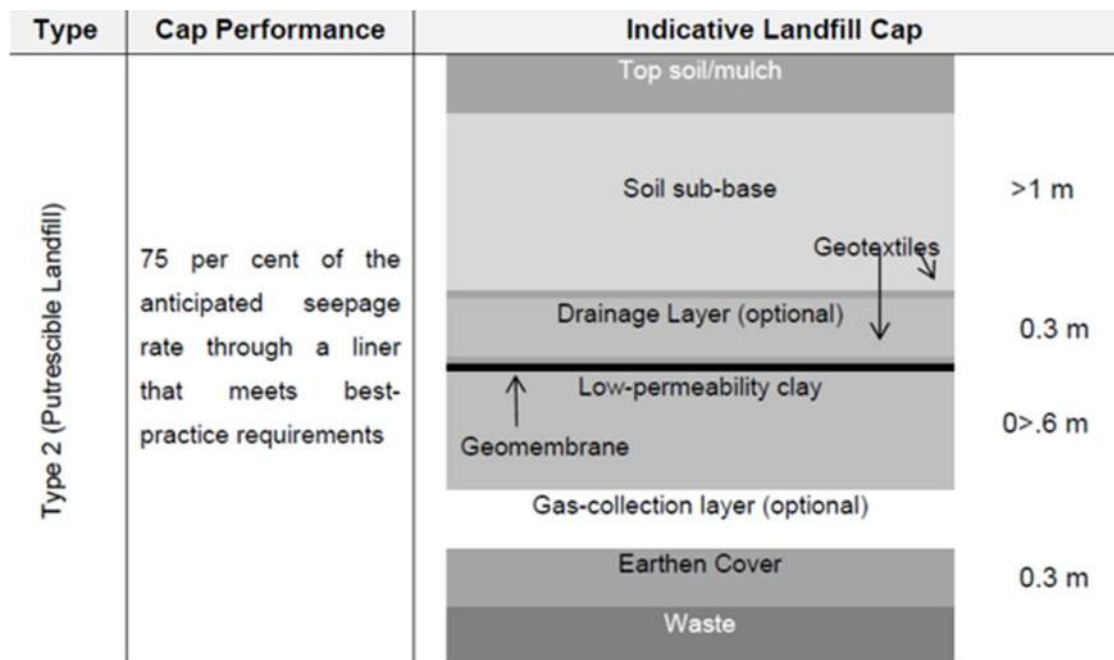 Type
Cap Performance
Indicative Landfill Cap
Type 2 (Putrescible Landfill)
75 per cent of the
anticipated seepage
rate through a liner
that meets best-
practice requirements
Top soil/mulch
Soil sub-base
>1 m
Geotextiles
Drainage Layer (optional)
0.3 m
Low-permeability clay
0>.6 m
Geomembrane
Gas-collection layer (optional)
Earthen Cover
0.3 m
Waste